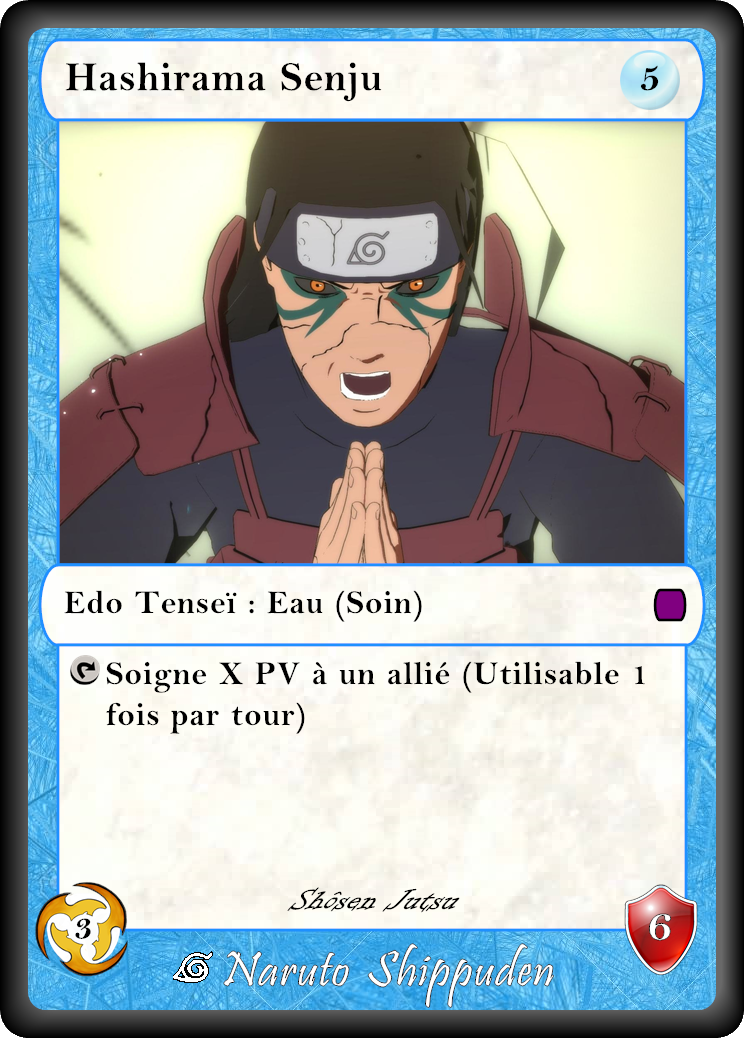 Hashirama Senju
5
Edo Tenseï : Eau (Soin)
Soigne X PV à un allié (Utilisable 1
fois par tour)
Shôsen Jutsu
3
6
Naruto Shippuden